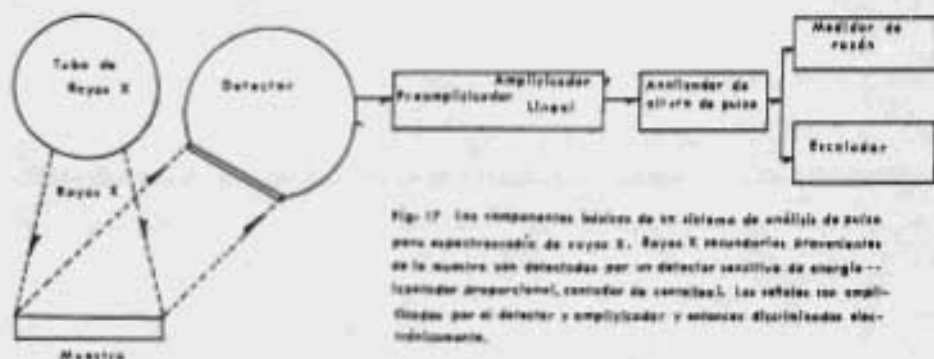 Tubo de
Rayos X
Detector
Rayos X
Muestra
Preamplificador
Amplificador
Lineal
Analizador de
altura de pulso
Medidor de
razón
Escalador
Fig. 17 Los componentes básicos de un sistema de análisis de pulso
para espectroscopia de rayos X. Rayos X secundarios provenientes
de la muestra son detectados por un detector sensitivo de energía --
(contador proporcional, contador de centelleo). Las señales son ampli-
ficadas por el detector y amplificador y entonces discriminadas elec-
trónicamente.